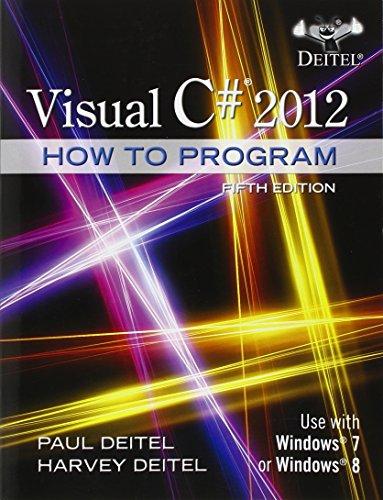 DEITEL®
Visual C#® 2012
HOW TO PROGRAM
FIFTH EDITION
Use with
Windows® 7
or Windows® 8
PAUL DEITEL
HARVEY DEITEL